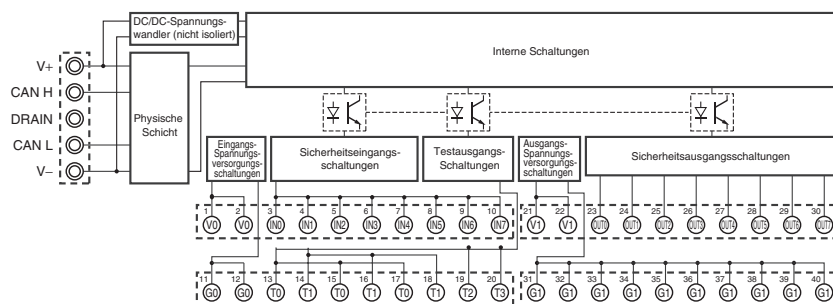 DC/DC-Spannungs-
wandler (nicht isoliert)
Interne Schaltungen
V+
CAN H
DRAIN
CAN L
V–
Physische
Schicht
Eingangs-
Spannungs-
versorgungs-
schaltungen
Sicherheitseingangs-
schaltungen
Testausgangs-
Schaltungen
Ausgangs-
Spannungs-
versorgungs-
schaltungen
Sicherheitsausgangsschaltungen
1 2 3 4 5 6 7 8 9 10 21 22 23 24 25 26 27 28 29 30
V0 V0 IN0 IN1 IN2 IN3 IN4 IN5 IN6 IN7 V1 V1 OUT0 OUT1 OUT2 OUT3 OUT4 OUT5 OUT6 OUT7
11 12 13 14 15 16 17 18 19 20 31 32 33 34 35 36 37 38 39 40
G0 G0 T0 T1 T0 T1 T0 T1 T2 T3 G1 G1 G1 G1 G1 G1 G1 G1 G1 G1